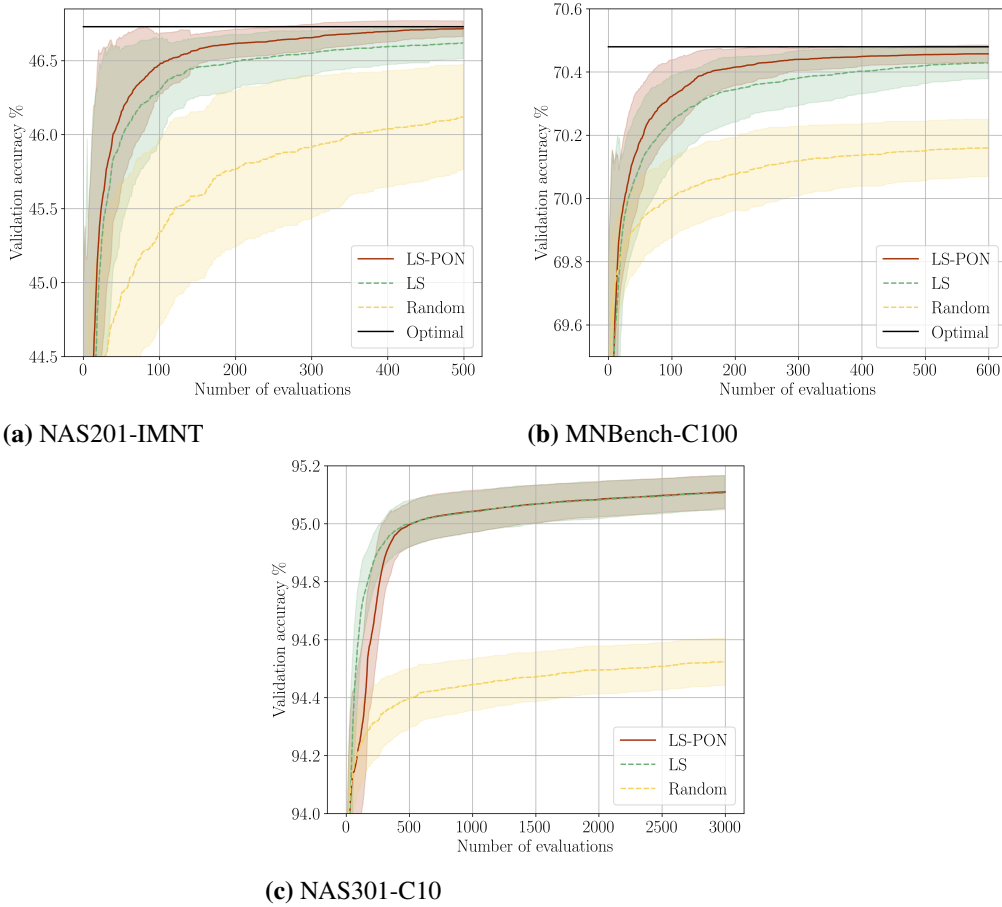 46.5
46.0
45.5
45.0
44.5
Validation accuracy %
0 100 200 300 400 500
Number of evaluations
LS-PON
LS
Random
Optimal
(a) NAS201-IMNT
70.6
70.4
70.2
70.0
69.8
69.6
Validation accuracy %
0 100 200 300 400 500 600
Number of evaluations
LS-PON
LS
Random
Optimal
(b) MNBench-C100
95.2
95.0
94.8
94.6
94.4
94.2
94.0
Validation accuracy %
0 500 1000 1500 2000 2500 3000
Number of evaluations
LS-PON
LS
Random
(c) NAS301-C10